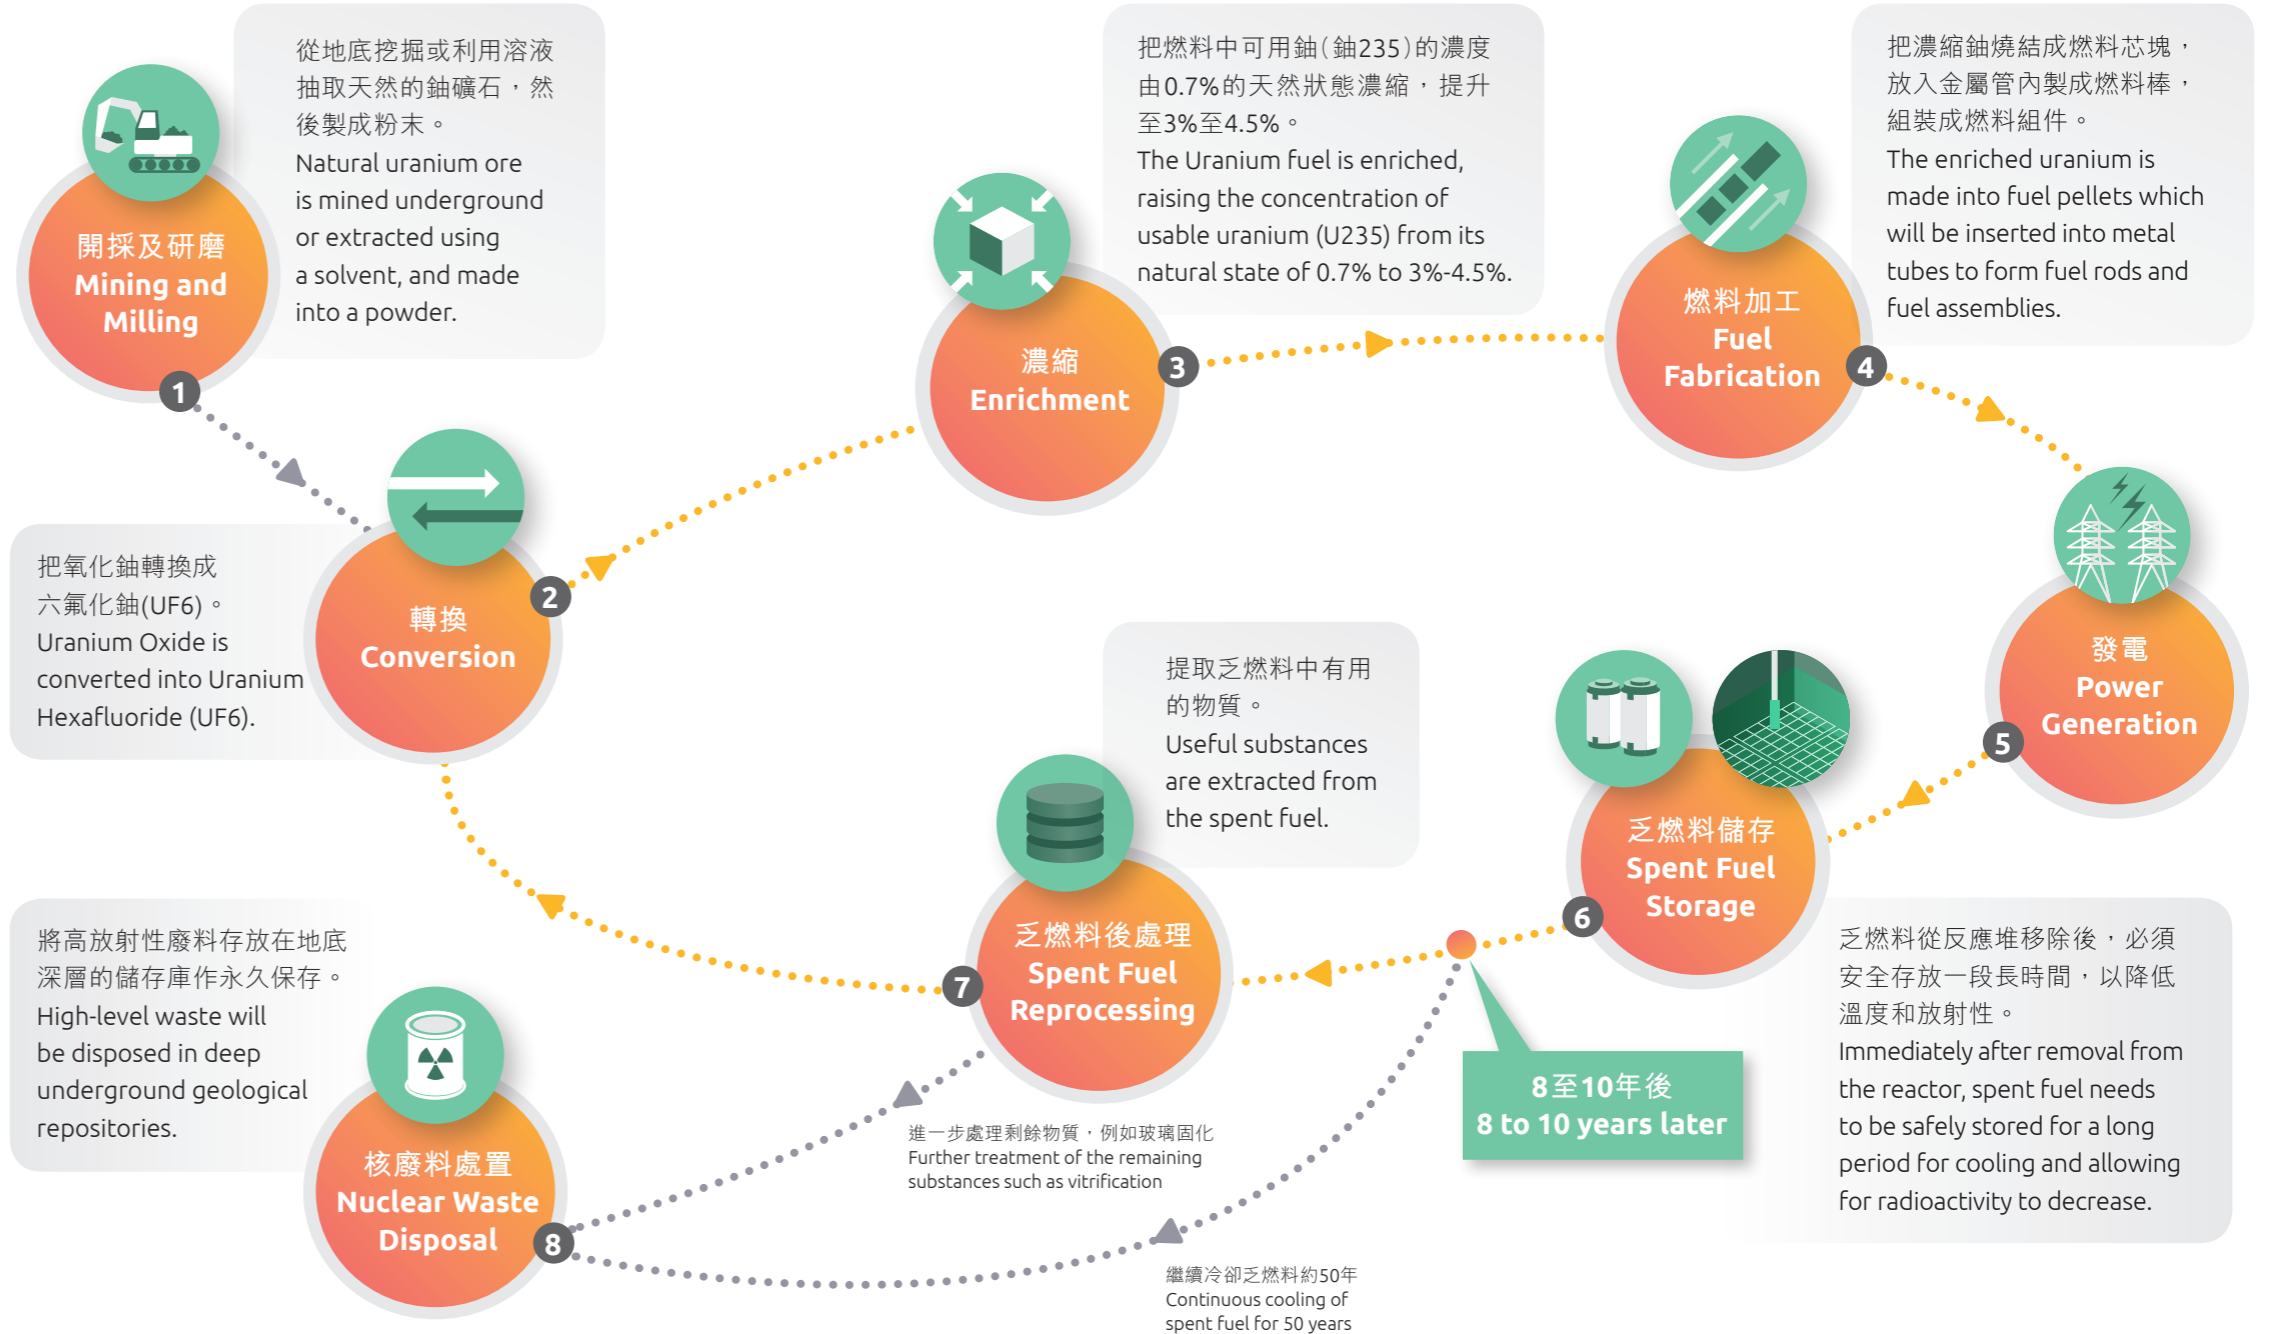 從地底挖掘或利用溶液
抽取天然的鈾礦石，然
後製成粉末。
Natural uranium ore
is mined underground
or extracted using
a solvent, and made
into a powder.
開採及研磨
Mining and
Milling
1
把氧化鈾轉換成
六氟化鈾(UF6)。
Uranium Oxide is
converted into Uranium
Hexafluoride (UF6).
轉換
Conversion
2
把燃料中可用鈾(鈾235)的濃度
由0.7%的天然狀態濃縮，提升
至3%至4.5%。
The Uranium fuel is enriched,
raising the concentration of
usable uranium (U235) from its
natural state of 0.7% to 3%-4.5%.
濃縮
Enrichment
3
把濃縮鈾燒結成燃料芯塊，
放入金屬管內製成燃料棒，
組裝成燃料組件。
The enriched uranium is
made into fuel pellets which
will be inserted into metal
tubes to form fuel rods and
fuel assemblies.
燃料加工
Fuel
Fabrication
4
發電
Power
Generation
5
乏燃料儲存
Spent Fuel
Storage
6
乏燃料從反應堆移除後，必須
安全存放一段長時間，以降低
溫度和放射性。
Immediately after removal from
the reactor, spent fuel needs
to be safely stored for a long
period for cooling and allowing
for radioactivity to decrease.
8至10年後
8 to 10 years later
提取乏燃料中有用
的物質。
Useful substances
are extracted from
the spent fuel.
乏燃料後處理
Spent Fuel
Reprocessing
7
進一步處理剩餘物質，例如玻璃固化
Further treatment of the remaining
substances such as vitrification
繼續冷卻乏燃料約50年
Continuous cooling of
spent fuel for 50 years
將高放射性廢料存放在地底
深層的儲存庫作永久保存。
High-level waste will
be disposed in deep
underground geological
repositories.
核廢料處置
Nuclear Waste
Disposal
8